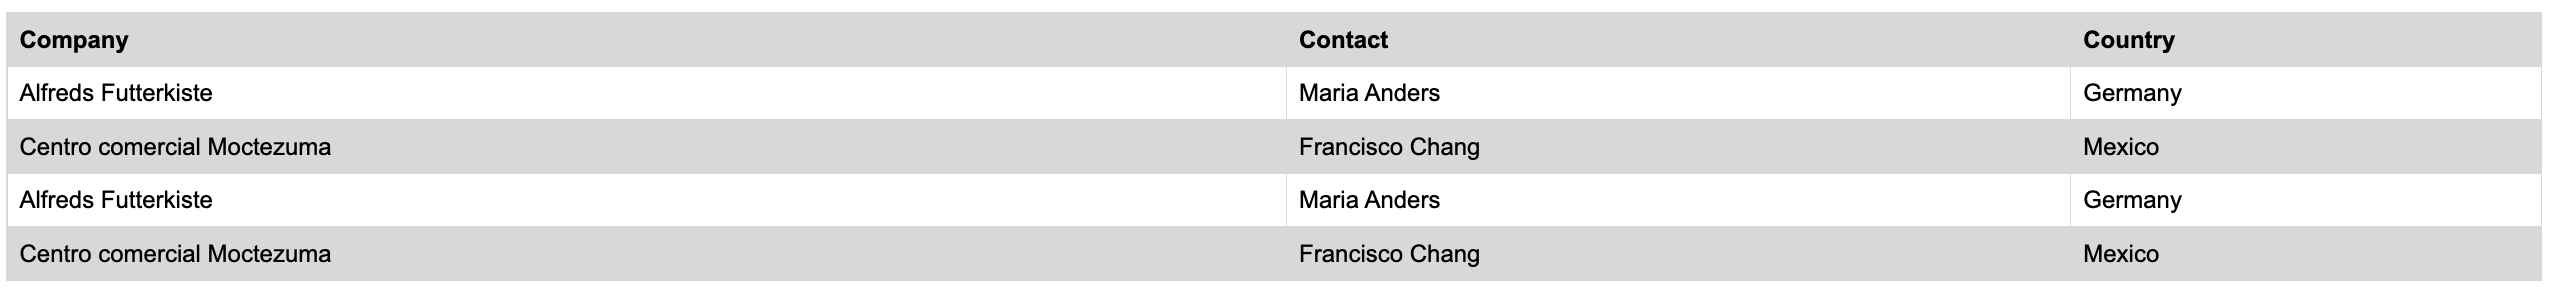 Company Contact Country
Alfreds Futterkiste Maria Anders Germany
Centro comercial Moctezuma Francisco Chang Mexico
Alfreds Futterkiste Maria Anders Germany
Centro comercial Moctezuma Francisco Chang Mexico